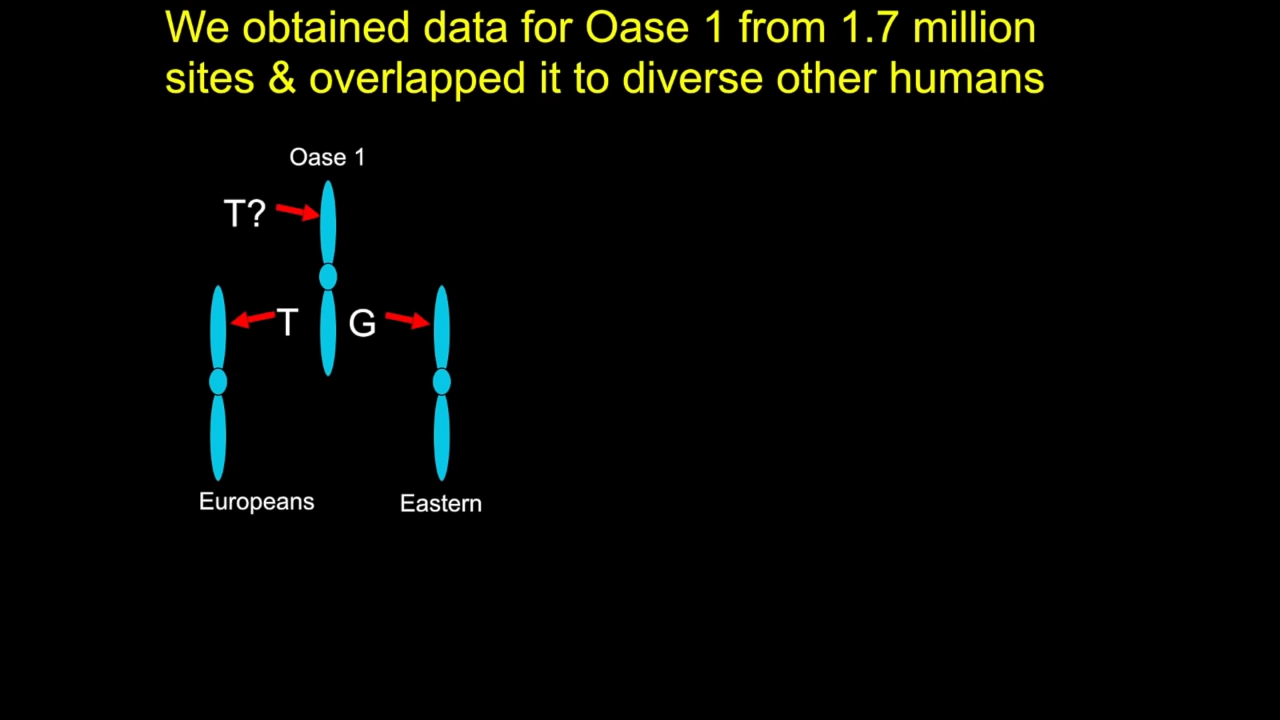 We obtained data for Oase 1 from 1.7 million
sites & overlapped it to diverse other humans
Oase 1
T?
T
G
Europeans
Eastern